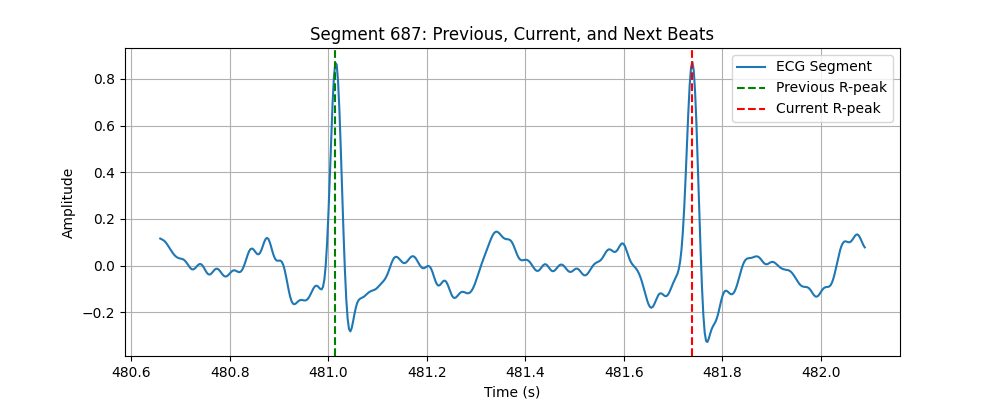 Segment 687: Previous, Current, and Next Beats
ECG Segment
Previous R-peak
Current R-peak
Amplitude
0.8
0.6
0.4
0.2
0.0
−0.2
480.6 480.8 481.0 481.2 481.4 481.6 481.8 482.0
Time (s)